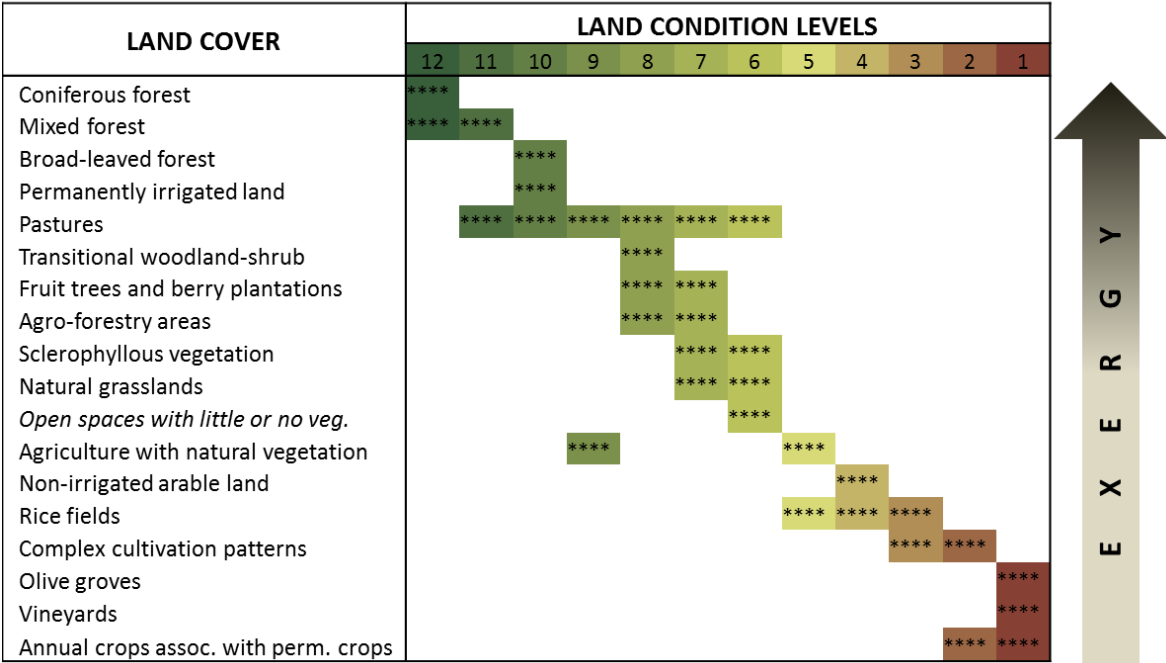 LAND COVER
LAND CONDITION LEVELS
12 11 10 9 8 7 6 5 4 3 2 1
Coniferous forest ****
Mixed forest **** ****
Broad-leaved forest ****
Permanently irrigated land ****
Pastures **** **** **** **** **** ****
Transitional woodland-shrub ****
Fruit trees and berry plantations **** ****
Agro-forestry areas **** ****
Sclerophyllous vegetation **** ****
Natural grasslands **** ****
Open spaces with little or no veg. ****
Agriculture with natural vegetation **** ****
Non-irrigated arable land ****
Rice fields **** **** ****
Complex cultivation patterns **** ****
Olive groves ****
Vineyards ****
Annual crops assoc. with perm. crops **** ****
EXERGY